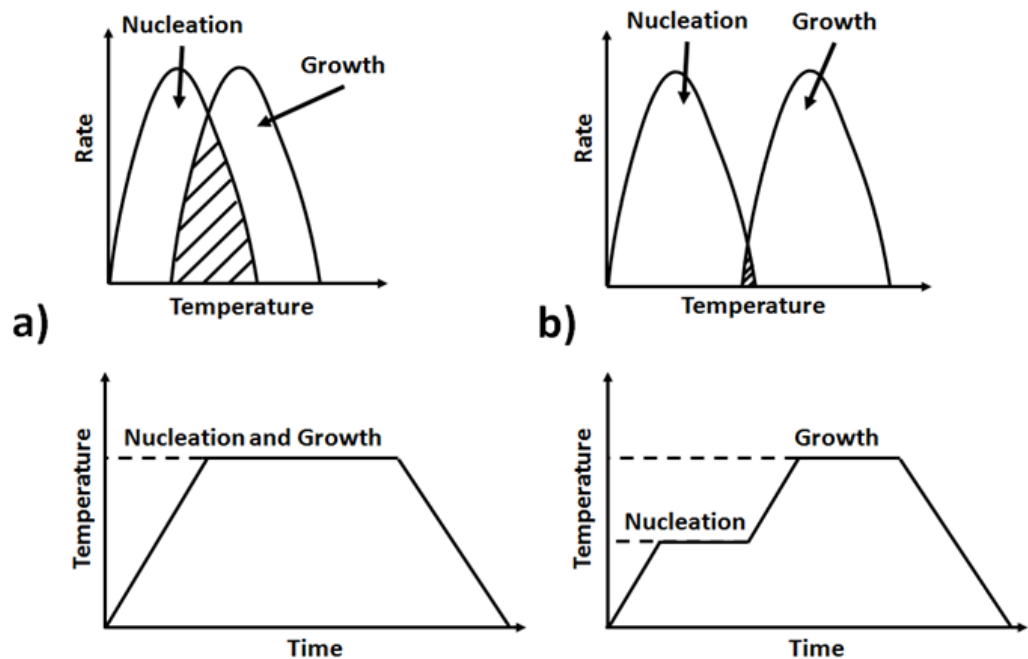 Nucleation
Growth
Rate
Temperature
a)
Nucleation
Growth
Rate
Temperature
b)
Nucleation and Growth
Temperature
Time
Growth
Nucleation
Temperature
Time